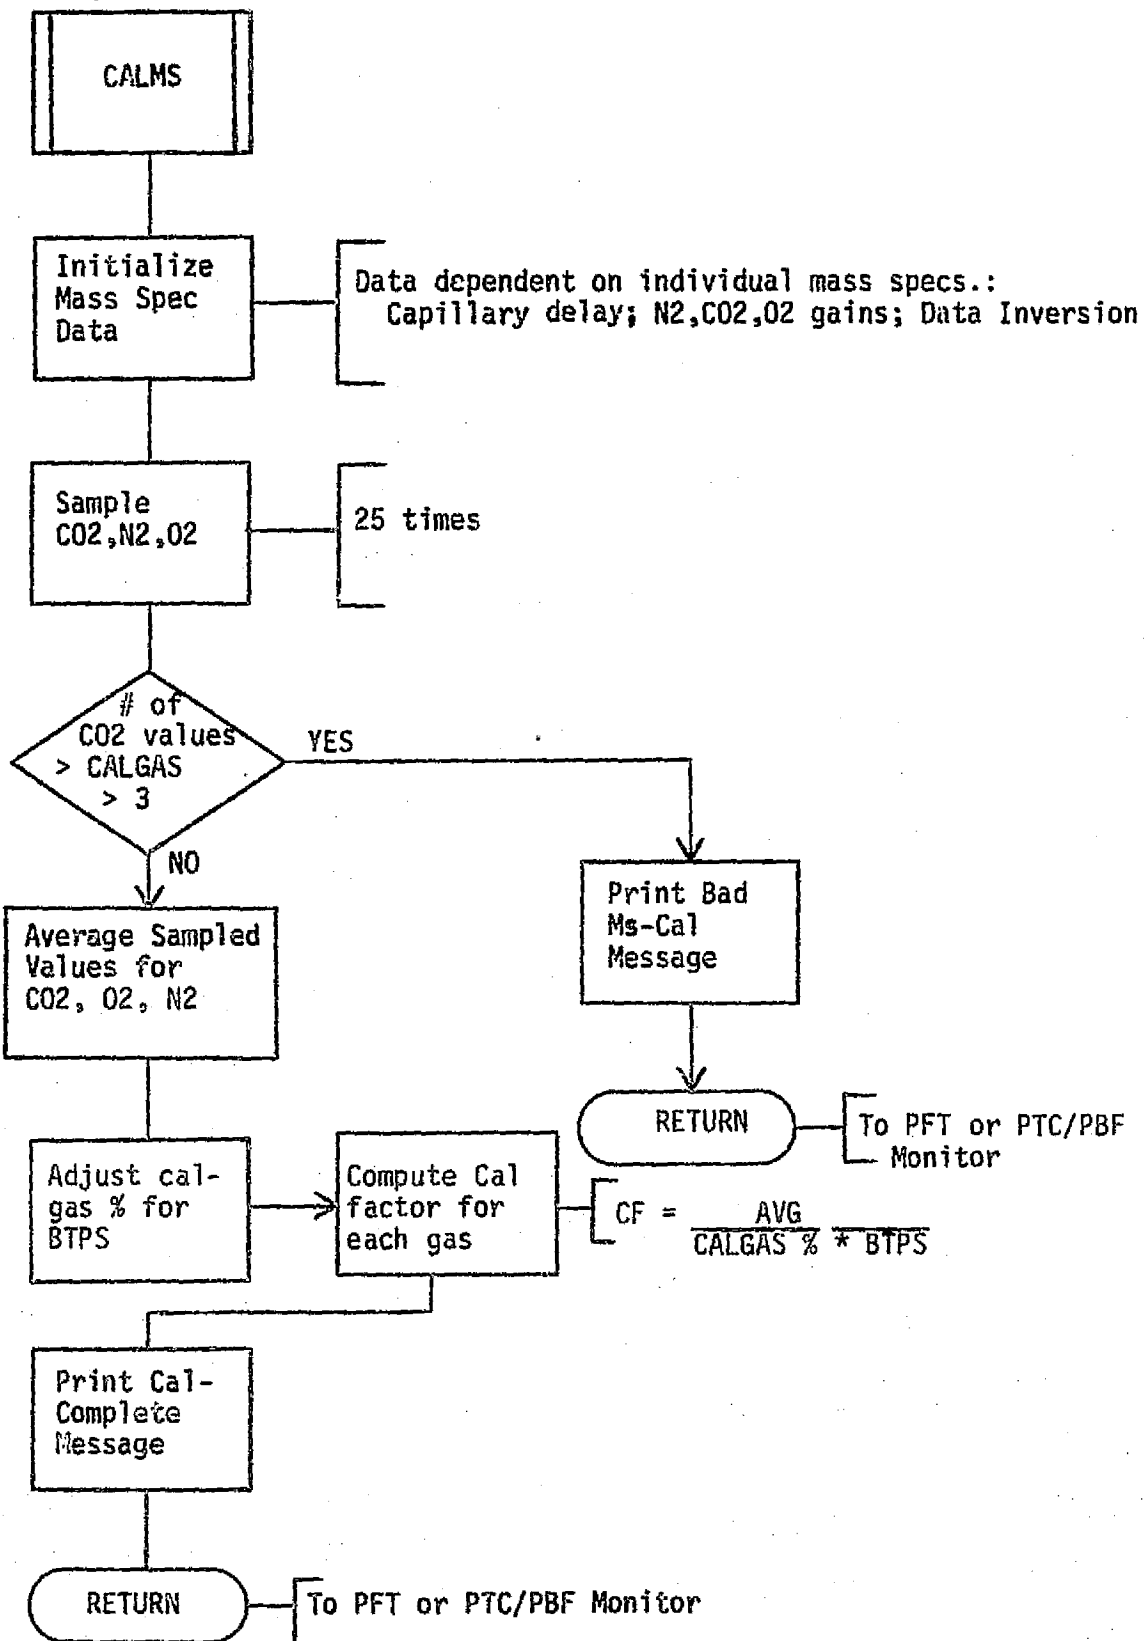 CALMS
Initialize
Mass Spec
Data
Data dependent on individual mass specs.:
Capillary delay; N2,CO2,O2 gains; Data Inversion
Sample
CO2,N2,O2
25 times
# of
CO2 values
> CALGAS
> 3
YES
NO
Print Bad
Ms-Cal
Message
Average Sampled
Values for
CO2, O2, N2
RETURN
To PFT or PTC/PBF
Monitor
Adjust cal-
gas % for
BTPS
Compute Cal
factor for
each gas
CF = AVG
CALGAS % * BTPS
Print Cal-
Complete
Message
RETURN
To PFT or PTC/PBF Monitor